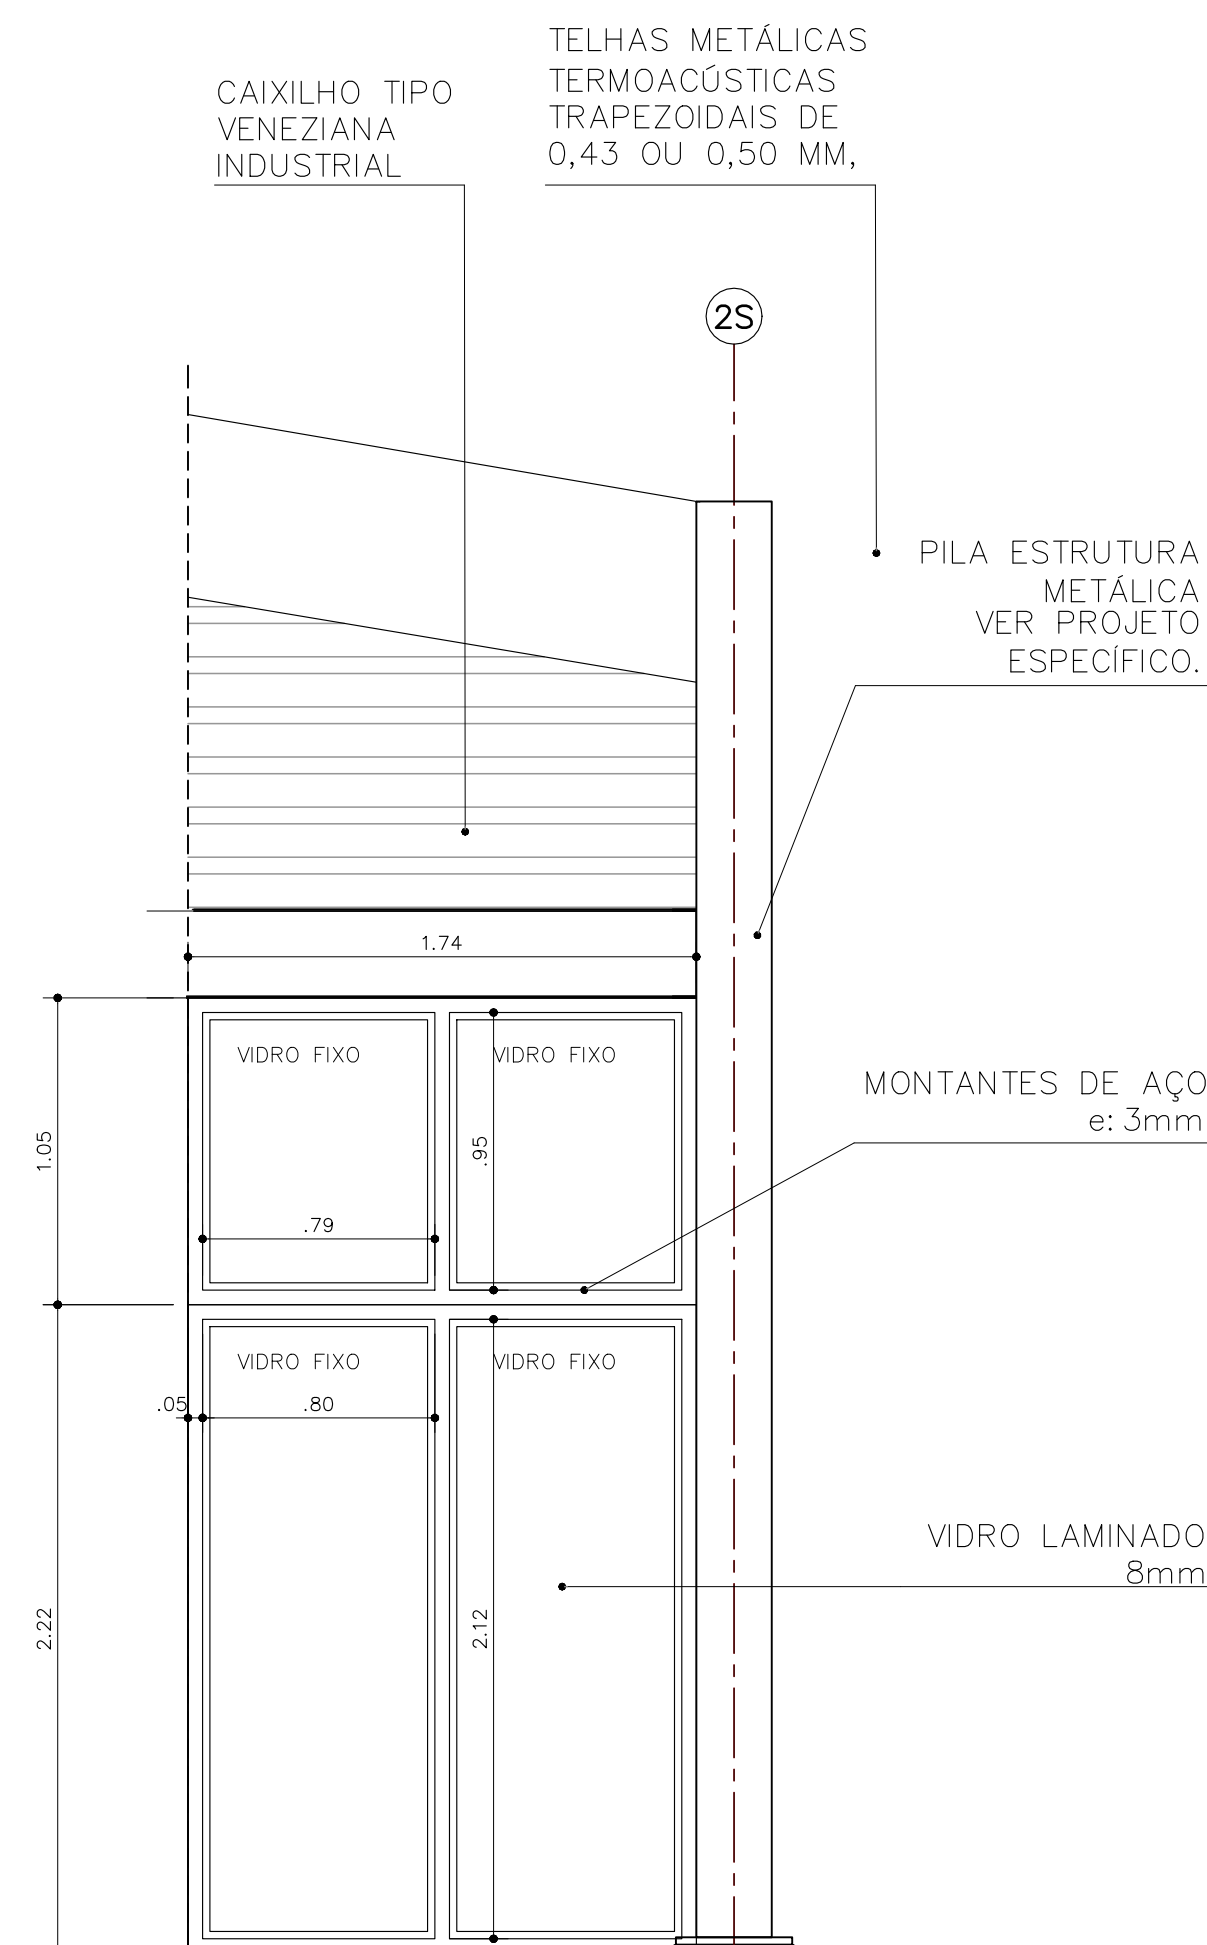 TELHAS METÁLICAS
TERMOACÚSTICAS
TRAPEZOIDAIS DE
0,43 OU 0,50 MM,
CAIXILHO TIPO
VENEZIANA
INDUSTRIAL
2S
PILA ESTRUTURA
METÁLICA
VER PROJETO
ESPECÍFICO.
1.74
VIDRO FIXO
VIDRO FIXO
MONTANTES DE AÇO
e: 3mm
1.05
.95
.79
VIDRO FIXO
VIDRO FIXO
.05
.80
VIDRO LAMINADO
8mm
2.22
2.12